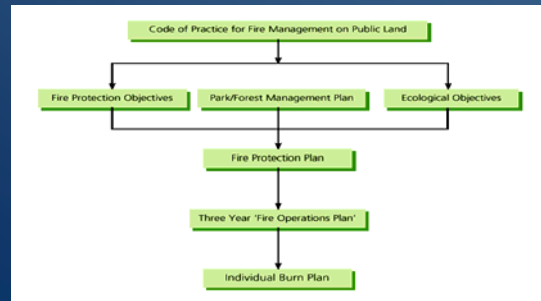 Code of Practice for Fire Management on Public Land
Fire Protection Objectives
Park/Forest Management Plan
Ecological Objectives
Fire Protection Plan
Three Year 'Fire Operations Plan'
Individual Burn Plan